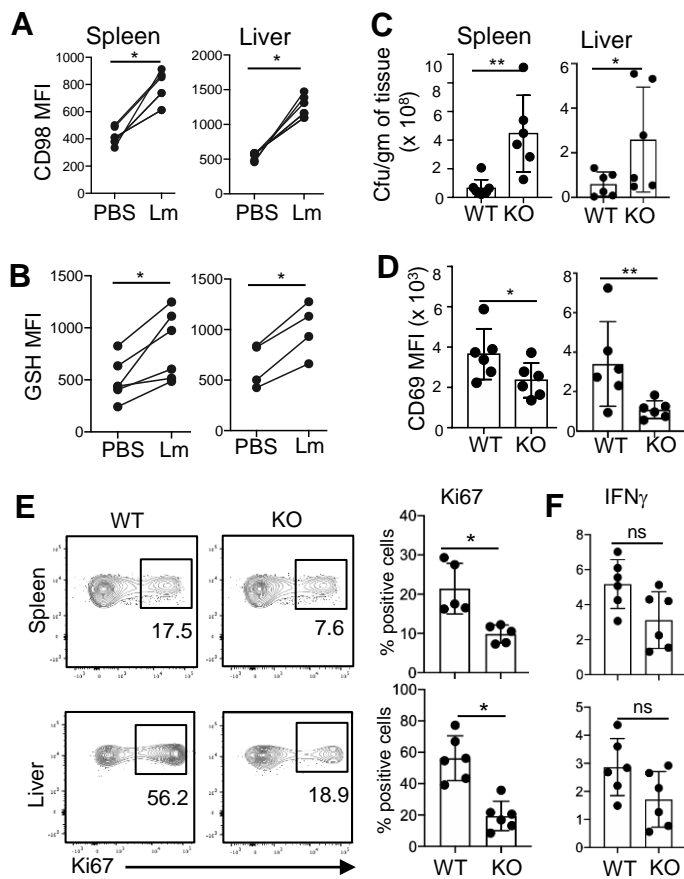 A
Spleen
Liver
CD98 MFI
1000
800
600
400
200
0
*
PBS Lm
2000
1500
1000
500
0
*
PBS Lm
B
GSH MFI
1500
1000
500
0
*
PBS Lm
1500
1000
500
0
*
PBS Lm
C
Spleen
Liver
Cfu/gm of tissue
(x 10⁸)
10
8
6
4
2
0
**
WT KO
6
4
2
0
*
WT KO
D
CD69 MFI (x 10³)
8
6
4
2
0
*
WT KO
8
6
4
2
0
**
WT KO
E
WT
KO
Spleen
17.5
7.6
Liver
56.2
18.9
Ki67
Ki67
% positive cells
40
30
20
10
0
*
% positive cells
100
80
60
40
20
0
*
WT KO
F
IFNγ
8
6
4
2
0
ns
5
4
3
2
1
0
ns
WT KO